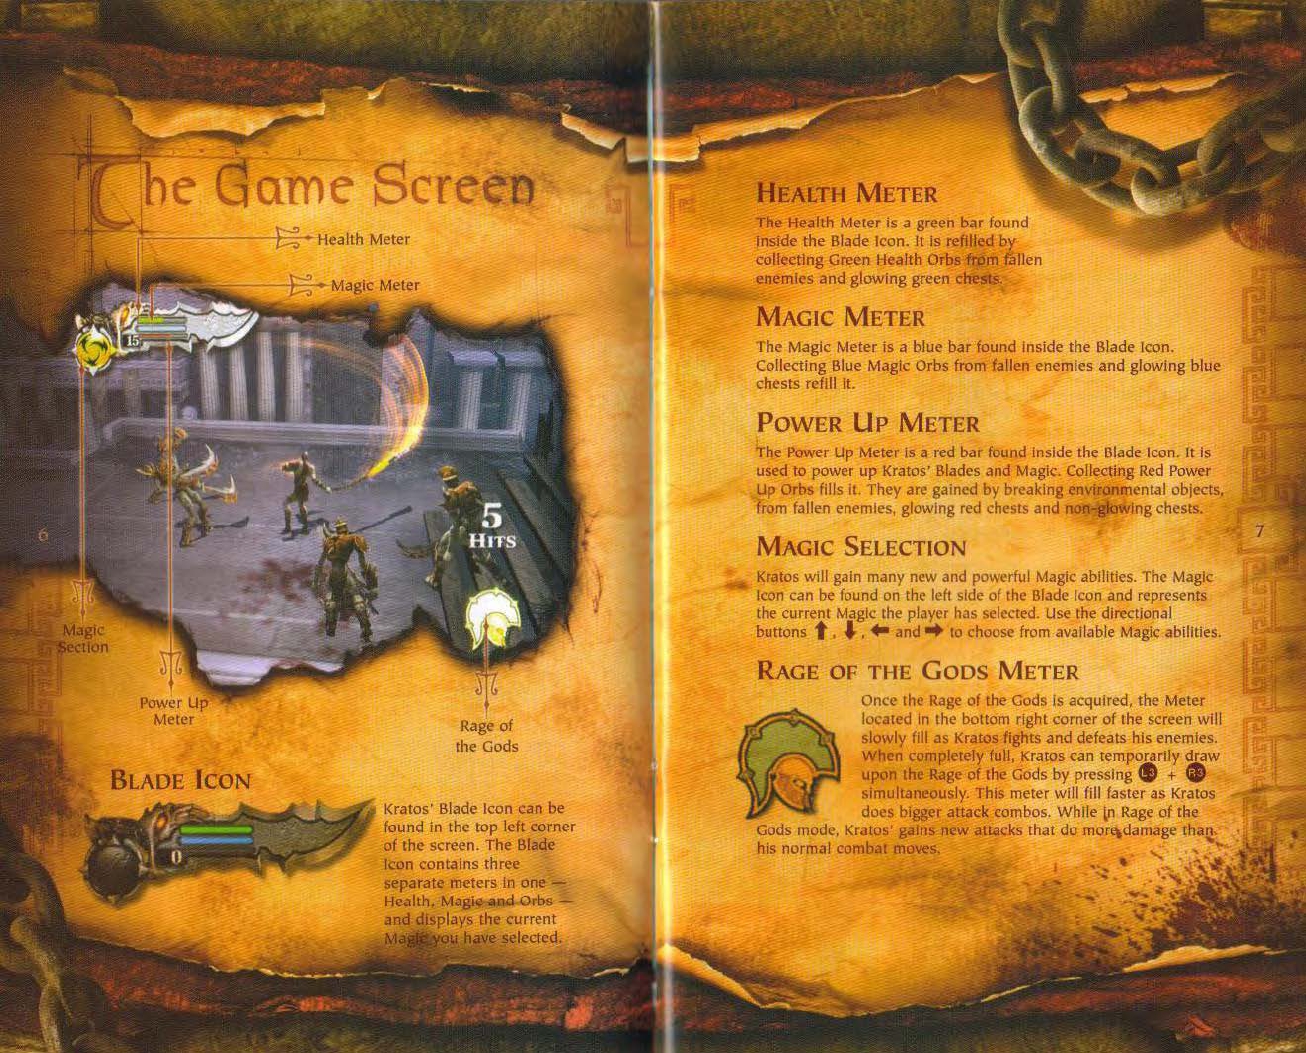 The Game Screen
Health Meter
Magic Meter
15
5
Hits
6
Magic
Section
Power Up
Meter
Rage of
the Gods
Blade Icon
0
Kratos' Blade Icon can be
found in the top left corner
of the screen. The Blade
Icon contains three
separate meters in one —
Health, Magic and Orbs —
and displays the current
Magic you have selected.
Health Meter
The Health Meter is a green bar found
inside the Blade Icon. It is refilled by
collecting Green Health Orbs from fallen
enemies and glowing green chests.
Magic Meter
The Magic Meter is a blue bar found inside the Blade Icon.
Collecting Blue Magic Orbs from fallen enemies and glowing blue
chests refill it.
Power Up Meter
The Power Up Meter is a red bar found inside the Blade Icon. It is
used to power up Kratos' Blades and Magic. Collecting Red Power
Up Orbs fills it. They are gained by breaking environmental objects,
from fallen enemies, glowing red chests and non-glowing chests.
7
Magic Selection
Kratos will gain many new and powerful Magic abilities. The Magic
Icon can be found on the left side of the Blade Icon and represents
the current Magic the player has selected. Use the directional
buttons ↑, ↓, ← and → to choose from available Magic abilities.
Rage of the Gods Meter
Once the Rage of the Gods is acquired, the Meter
located in the bottom right corner of the screen will
slowly fill as Kratos fights and defeats his enemies.
When completely full, Kratos can temporarily draw
upon the Rage of the Gods by pressing L3 + R3
simultaneously. This meter will fill faster as Kratos
does bigger attack combos. While in Rage of the
Gods mode, Kratos' gains new attacks that do more damage than
his normal combat moves.